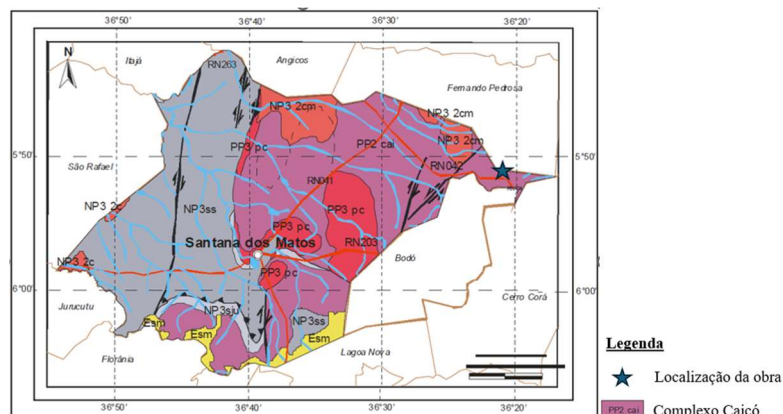 36°50' 36°40' 36°30' 36°20'
N
Itajá
Angicos
Fernando Pedrosa
RN263
NP3 2cm
NP3 2cm
NP3 2cm
PP3 pc
PP2 cai
5°50' 5°50'
São Rafael
RN042
RN041
NP3ss
PP3 pc
NP3 2c
PP3 pc
Santana dos Matos
RN203
NP3 2c
PP3 pc
Bodó
6°00' 6°00'
Jurucutu
NP3sju
Cerro Corá
Esm
NP3ss
Esm
Esm
Florânia
Lagoa Nova
36°50' 36°40' 36°30' 36°20'
Legenda
Localização da obra
PP2 cai Complexo Caicó